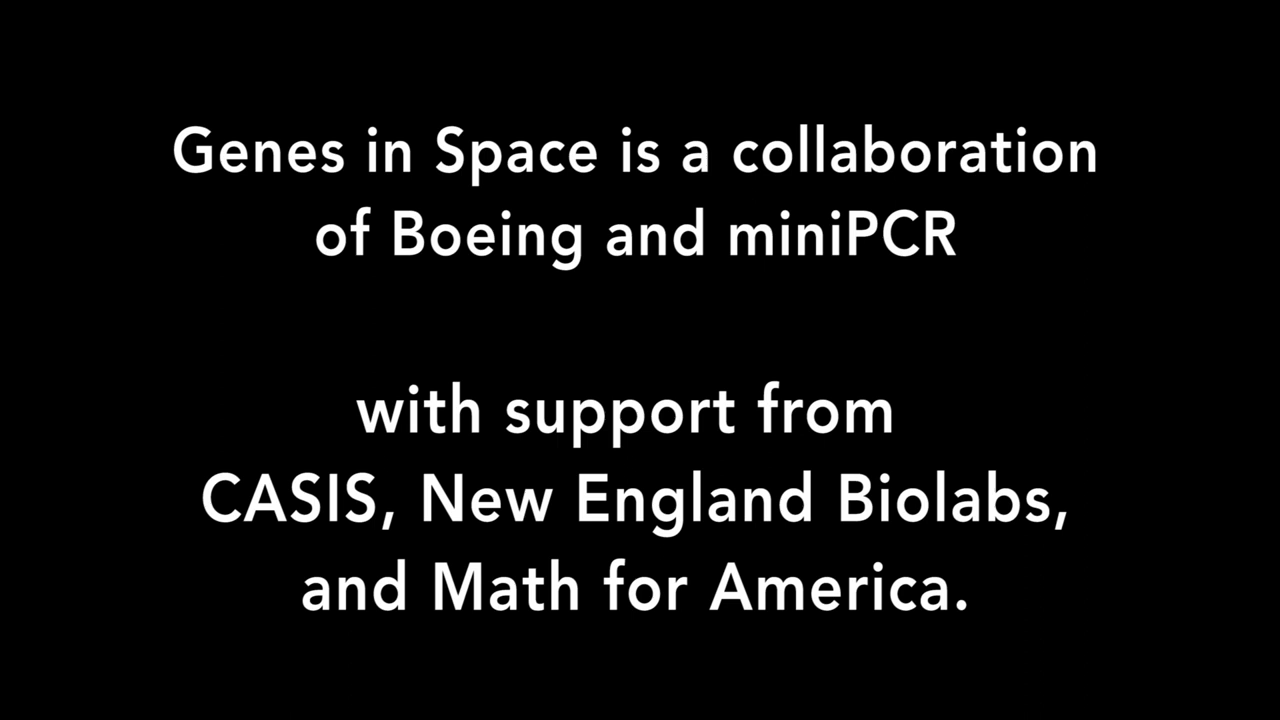 Genes in Space is a collaboration
of Boeing and miniPCR
with support from
CASIS, New England Biolabs,
and Math for America.